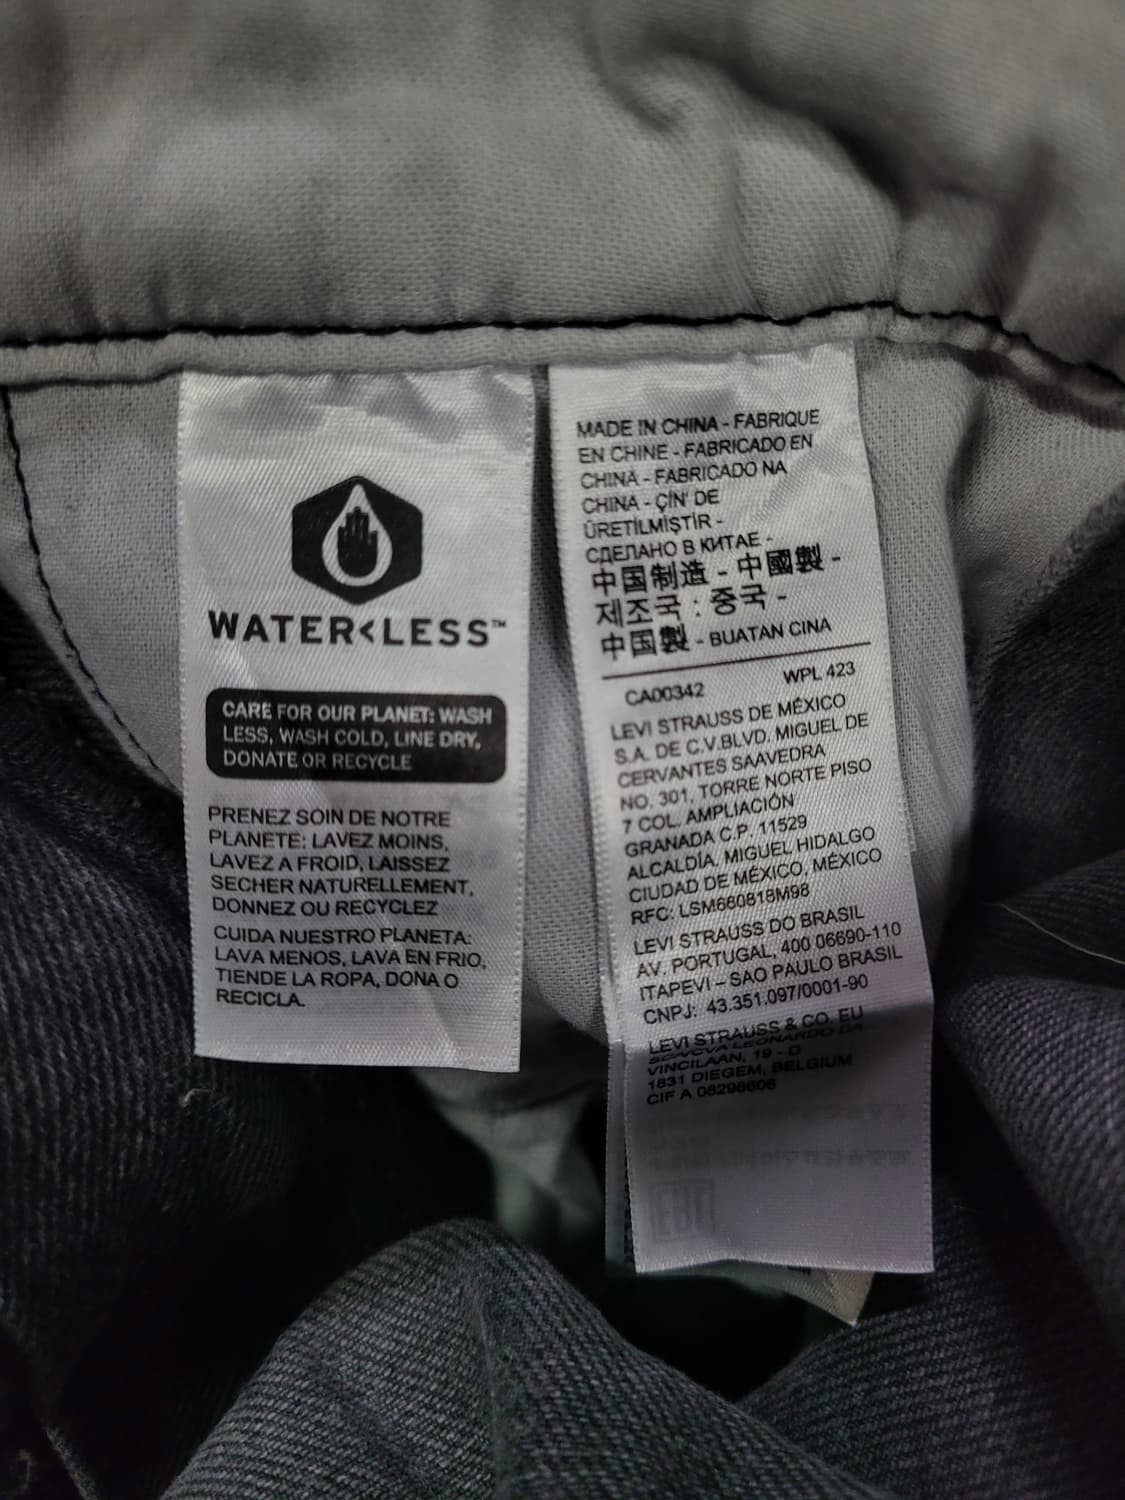 WATER<LESS™
CARE FOR OUR PLANET: WASH
LESS, WASH COLD, LINE DRY,
DONATE OR RECYCLE
PRENEZ SOIN DE NOTRE
PLANETE: LAVEZ MOINS,
LAVEZ A FROID, LAISSEZ
SECHER NATURELLEMENT,
DONNEZ OU RECYCLEZ
CUIDA NUESTRO PLANETA:
LAVA MENOS, LAVA EN FRIO,
TIENDE LA ROPA, DONA O
RECICLA.
MADE IN CHINA - FABRIQUE
EN CHINE - FABRICADO EN
CHINA - FABRICADO NA
CHINA - ÇIN' DE
ÜRETILMIŞTIR -
СДЕЛАНО В КИТАЕ -
中国制造 - 中國製 -
제조국 : 중국 -
中国製 - BUATAN CINA
CA00342 WPL 423
LEVI STRAUSS DE MÉXICO
S.A. DE C.V.BLVD. MIGUEL DE
CERVANTES SAAVEDRA
NO. 301, TORRE NORTE PISO
7 COL. AMPLIACIÓN
GRANADA C.P. 11529
ALCALDÍA. MIGUEL HIDALGO
CIUDAD DE MÉXICO, MÉXICO
RFC: LSM660818M98
LEVI STRAUSS DO BRASIL
AV. PORTUGAL, 400 06690-110
ITAPEVI – SAO PAULO BRASIL
CNPJ: 43.351.097/0001-90
LEVI STRAUSS & CO. EU
LEONARDO DA
VINCILAAN, 19 - D
1831 DIEGEM, BELGIUM
CIF A 08298608